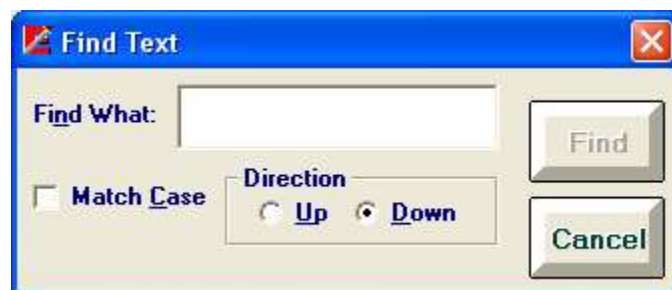 Find Text
Find What:
Find
Match Case
Direction
Up
Down
Cancel